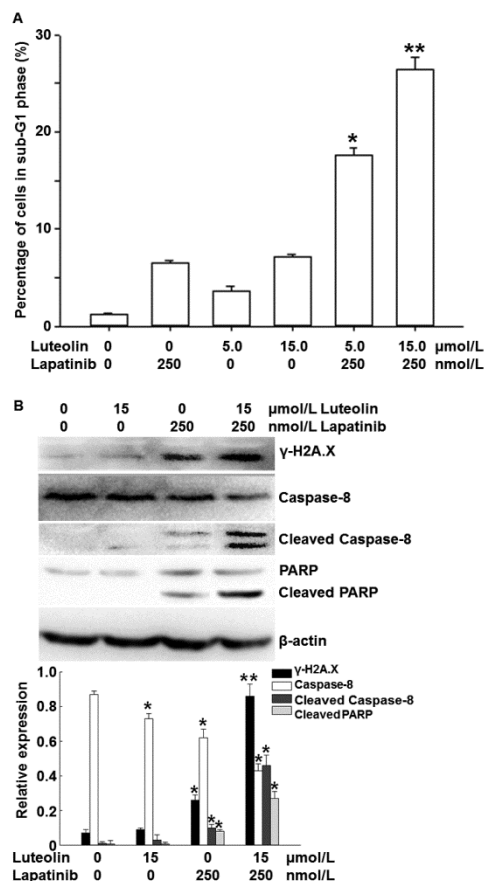 A
Percentage of cells in sub-G1 phase (%)
30
20
10
0
*
**
Luteolin 0 0 5.0 15.0 5.0 15.0 μmol/L
Lapatinib 0 250 0 0 250 250 nmol/L
B
0 15 0 15 μmol/L Luteolin
0 0 250 250 nmol/L Lapatinib
γ-H2A.X
Caspase-8
Cleaved Caspase-8
PARP
Cleaved PARP
β-actin
Relative expression
1.0
0.8
0.6
0.4
0.2
0.0
* * * * * ** * * *
γ-H2A.X
Caspase-8
Cleaved Caspase-8
Cleaved PARP
Luteolin 0 15 0 15 μmol/L
Lapatinib 0 0 250 250 nmol/L